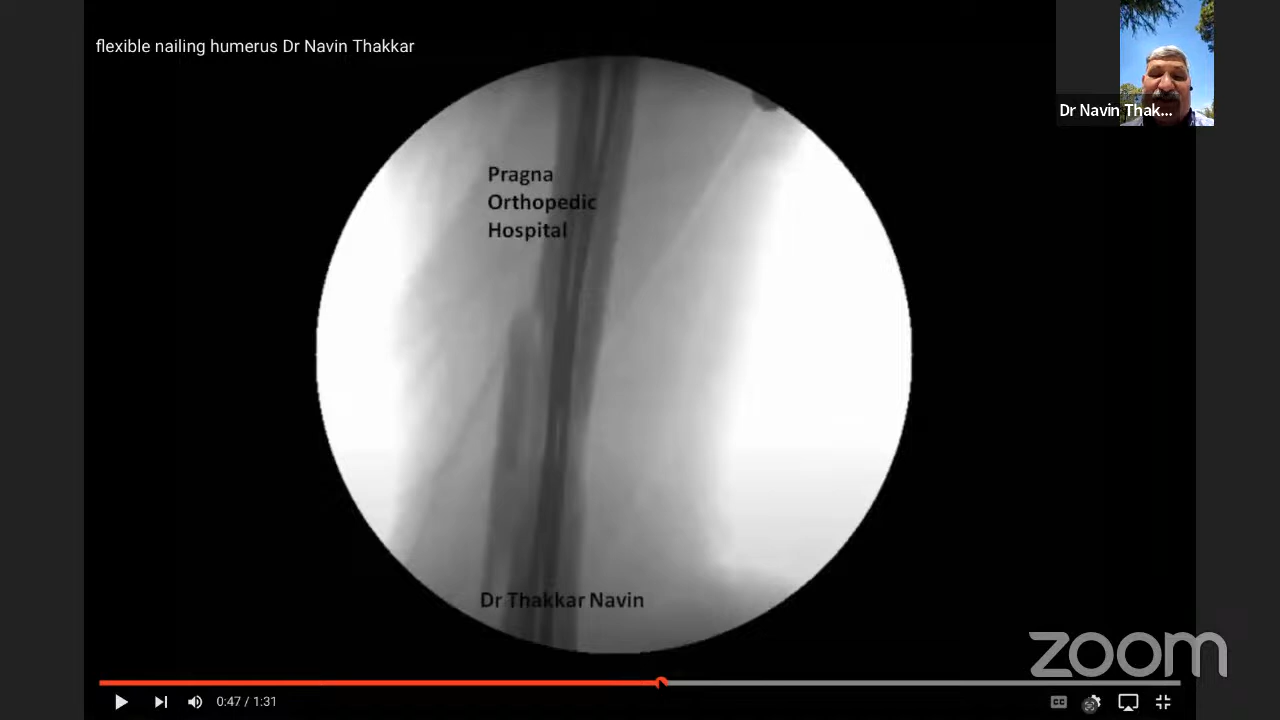 flexible nailing humerus Dr Navin Thakkar
Dr Navin Thak...
Pragna
Orthopedic
Hospital
Dr Thakkar Navin
zoom
0:47 / 1:31
CC